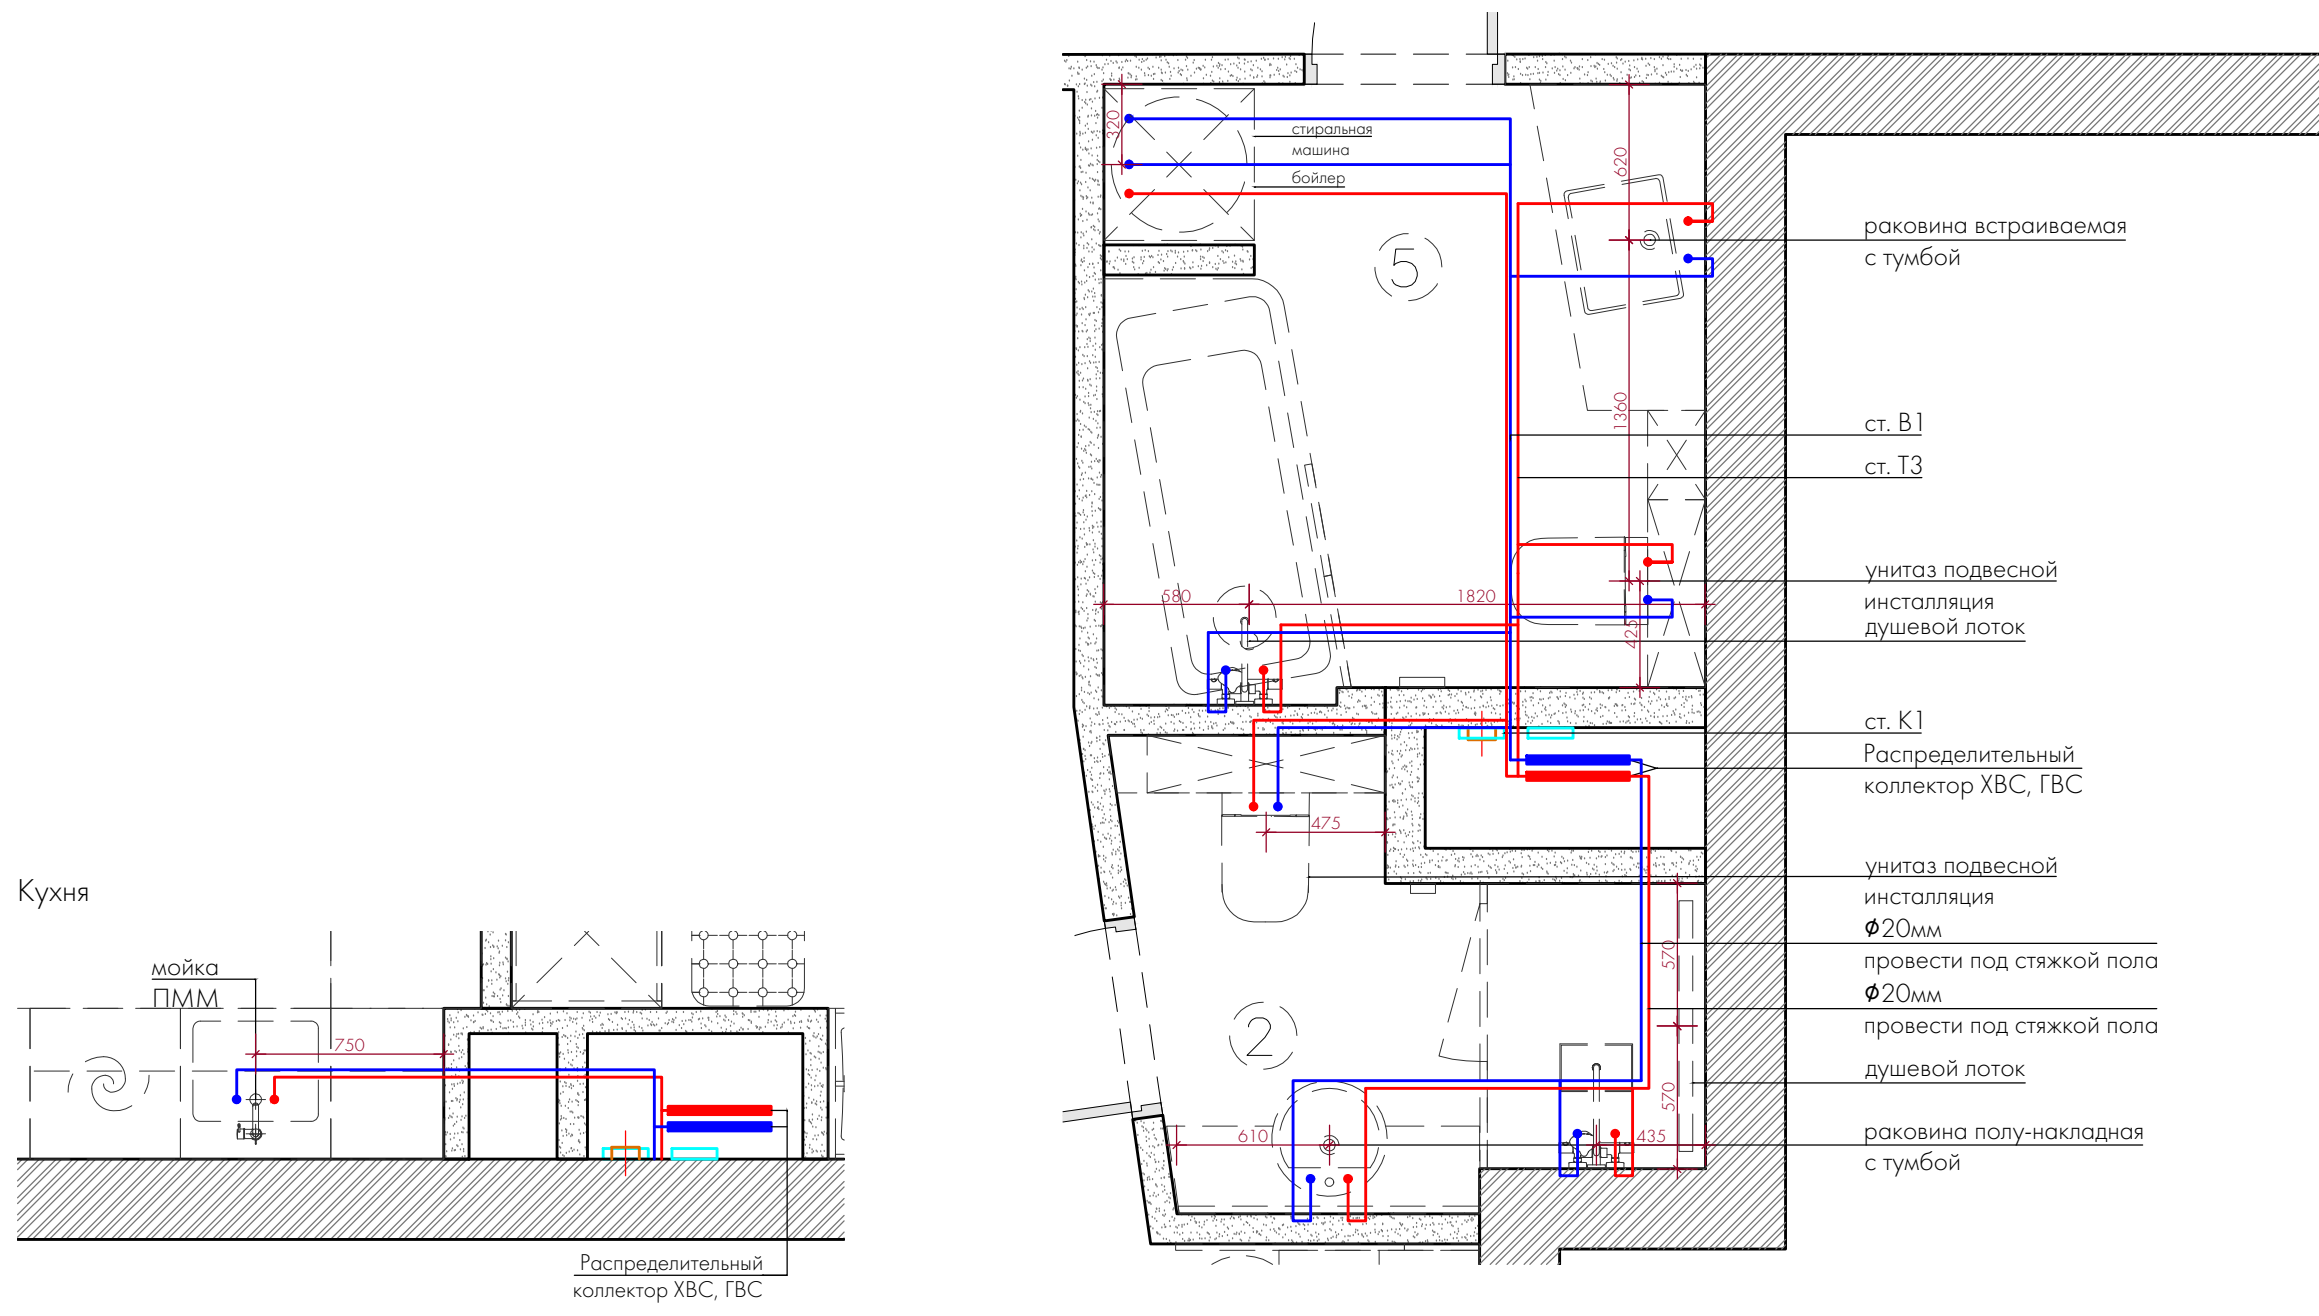 Кухня
мойка
ПММ
750
Распределительный
коллектор ХВС, ГВС
320
стиральная
машина
бойлер
620
5
1360
580
1820
425
475
2
570
570
610
435
раковина встраиваемая
с тумбой
ст. В1
ст. Т3
унитаз подвесной
инсталляция
душевой лоток
ст. К1
Распределительный
коллектор ХВС, ГВС
унитаз подвесной
инсталляция
Ф20мм
провести под стяжкой пола
Ф20мм
провести под стяжкой пола
душевой лоток
раковина полу-накладная
с тумбой